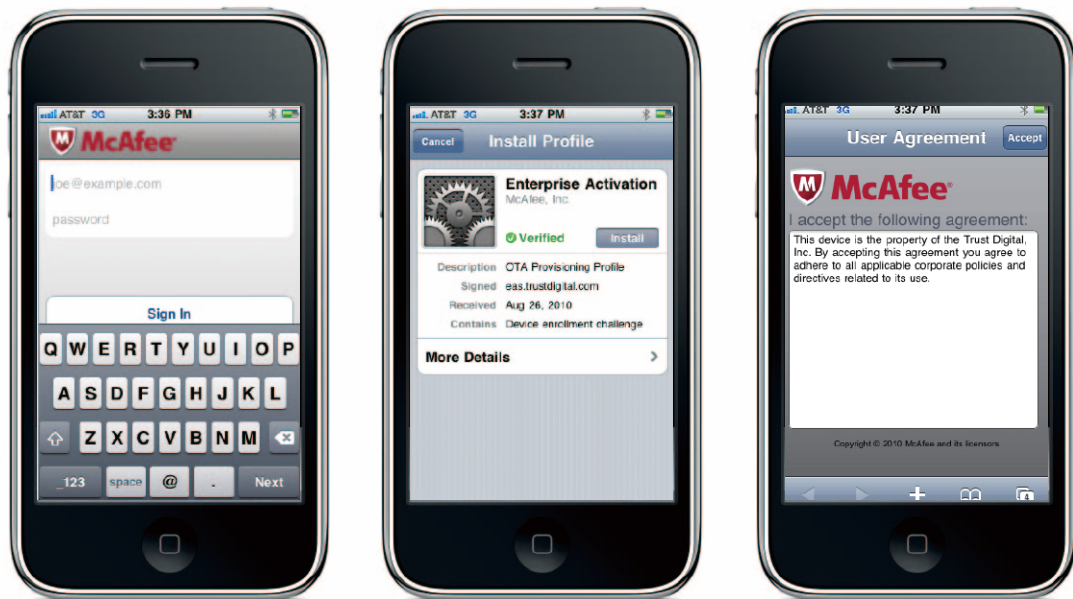 AT&T 3G 3:36 PM
M McAfee®
joe@example.com
password
Sign In
Q W E R T Y U I O P
A S D F G H J K L
Z X C V B N M
_123 space @ . Next
AT&T 3G 3:37 PM
Cancel Install Profile
Enterprise Activation
McAfee, Inc.
Verified Install
Description OTA Provisioning Profile
Signed eas.trustdigital.com
Received Aug 26, 2010
Contains Device enrollment challenge
More Details
AT&T 3G 3:37 PM
User Agreement Accept
M McAfee®
I accept the following agreement:
This device is the property of the Trust Digital,
Inc. By accepting this agreement you agree to
adhere to all applicable corporate policies and
directives related to its use.
Copyright © 2010 McAfee and its licensors
4